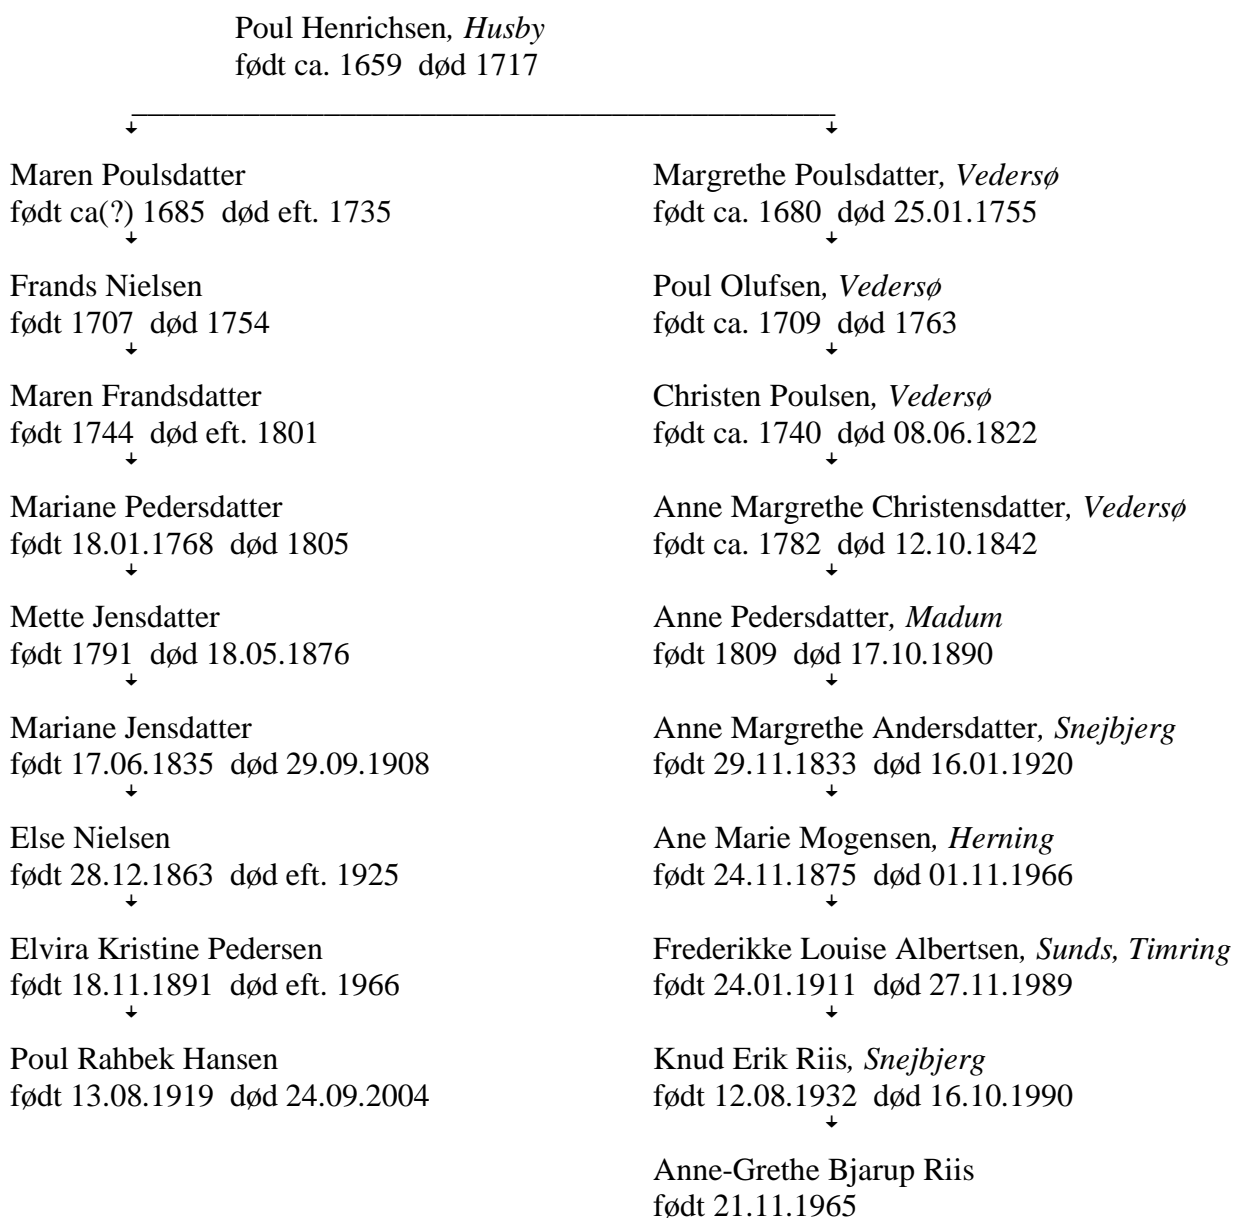 Poul Henrichsen, Husby
født ca. 1659 død 1717
Maren Poulsdatter
født ca(?) 1685 død eft. 1735
Frands Nielsen
født 1707 død 1754
Maren Frandsdatter
født 1744 død eft. 1801
Mariane Pedersdatter
født 18.01.1768 død 1805
Mette Jensdatter
født 1791 død 18.05.1876
Mariane Jensdatter
født 17.06.1835 død 29.09.1908
Else Nielsen
født 28.12.1863 død eft. 1925
Elvira Kristine Pedersen
født 18.11.1891 død eft. 1966
Poul Rahbek Hansen
født 13.08.1919 død 24.09.2004
Margrethe Poulsdatter, Vedersø
født ca. 1680 død 25.01.1755
Poul Olufsen, Vedersø
født ca. 1709 død 1763
Christen Poulsen, Vedersø
født ca. 1740 død 08.06.1822
Anne Margrethe Christensdatter, Vedersø
født ca. 1782 død 12.10.1842
Anne Pedersdatter, Madum
født 1809 død 17.10.1890
Anne Margrethe Andersdatter, Snejbjerg
født 29.11.1833 død 16.01.1920
Ane Marie Mogensen, Herning
født 24.11.1875 død 01.11.1966
Frederikke Louise Albertsen, Sunds, Timring
født 24.01.1911 død 27.11.1989
Knud Erik Riis, Snejbjerg
født 12.08.1932 død 16.10.1990
Anne-Grethe Bjarup Riis
født 21.11.1965